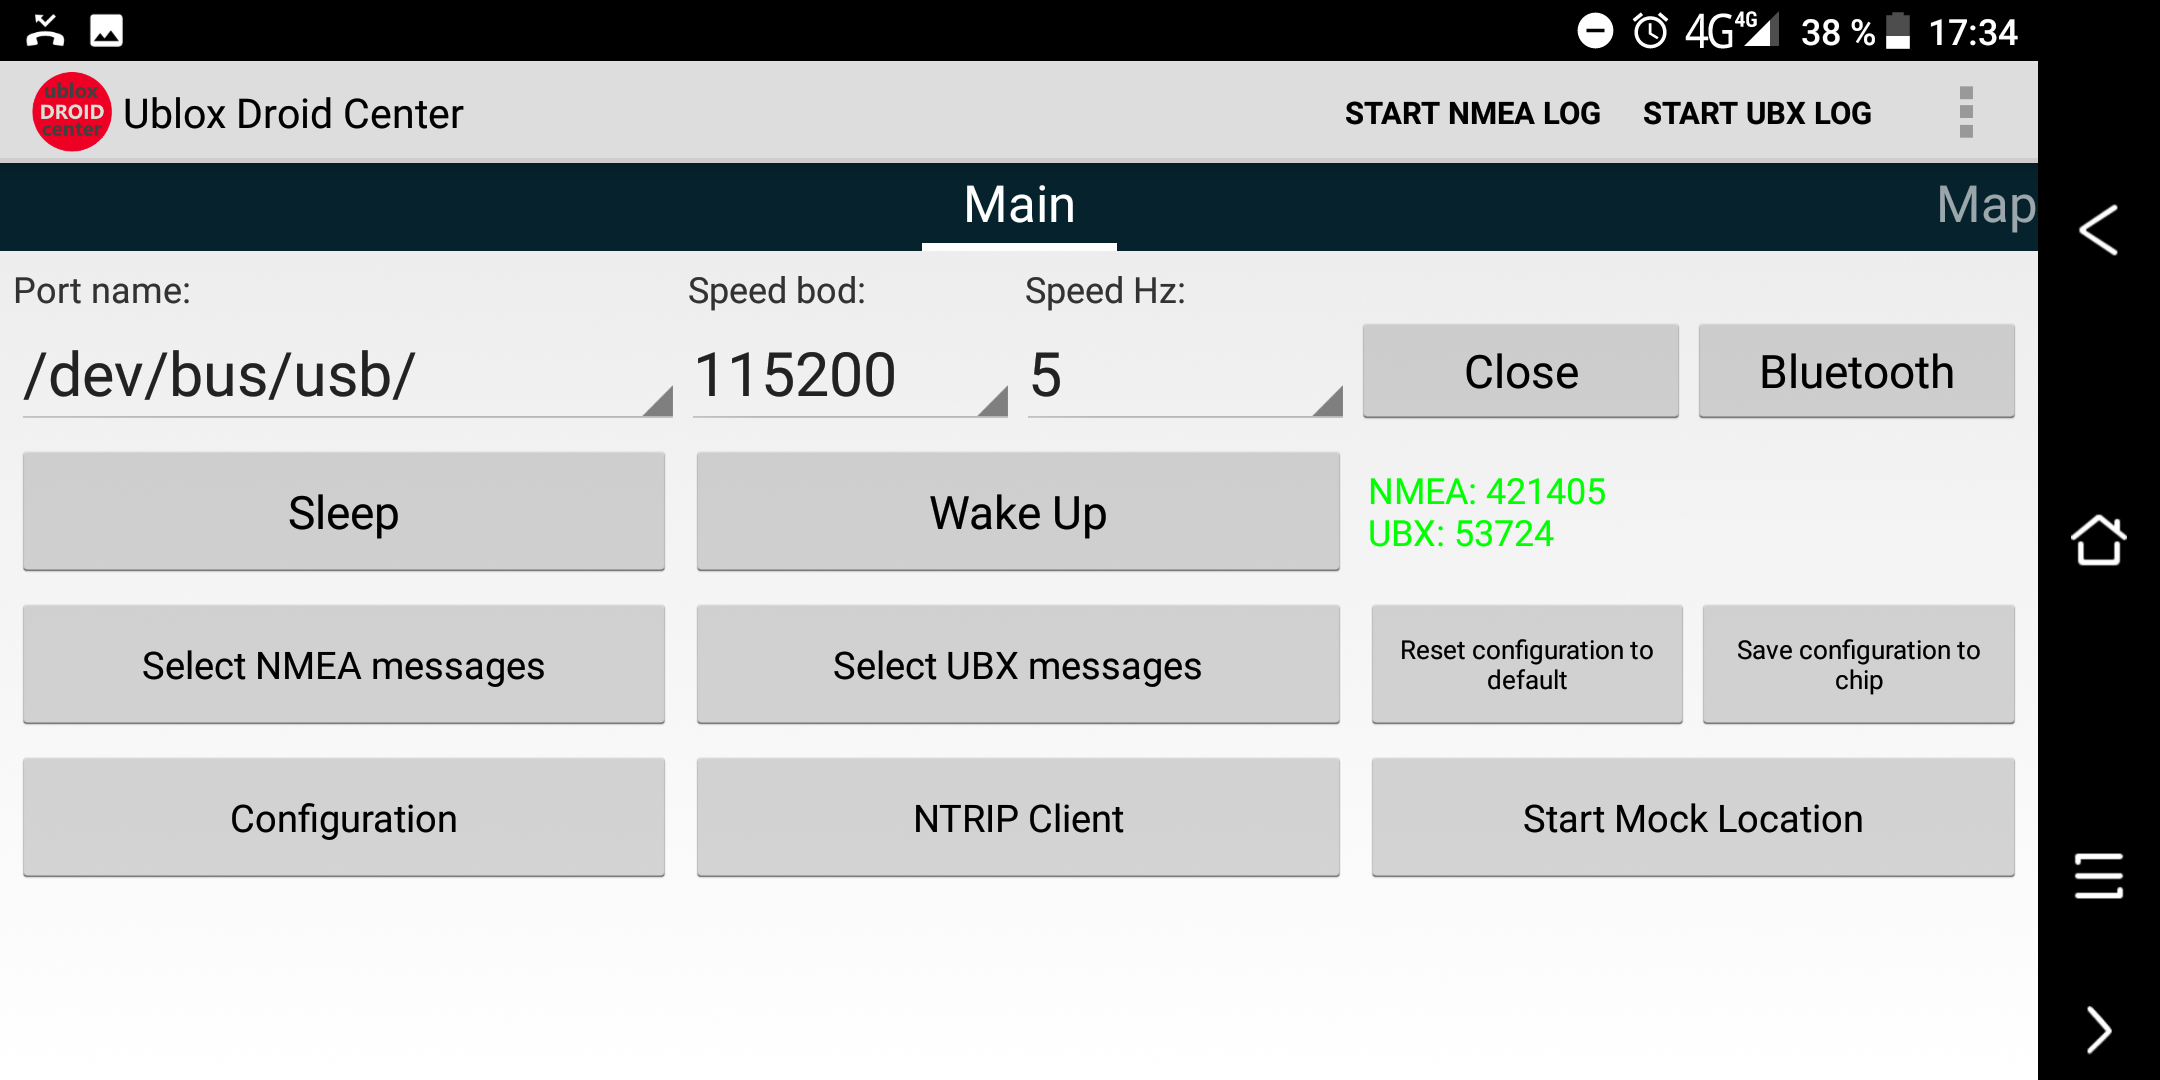 4G 4G 38 % 17:34
ublox
DROID
center
Ublox Droid Center START NMEA LOG START UBX LOG
Main Map
Port name: Speed bod: Speed Hz:
/dev/bus/usb/ 115200 5 Close Bluetooth
Sleep Wake Up
NMEA: 421405
UBX: 53724
Select NMEA messages Select UBX messages
Reset configuration to
default
Save configuration to
chip
Configuration NTRIP Client Start Mock Location